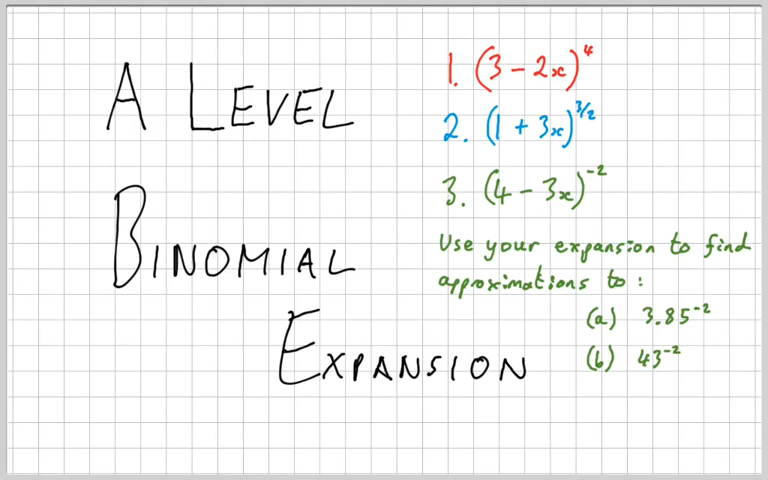 A LEVEL
BINOMIAL
EXPANSION
1. (3 - 2x)⁴
2. (1 + 3x)^3/2
3. (4 - 3x)⁻²
Use your expansion to find
approximations to :
(a) 3.85⁻²
(b) 43⁻²